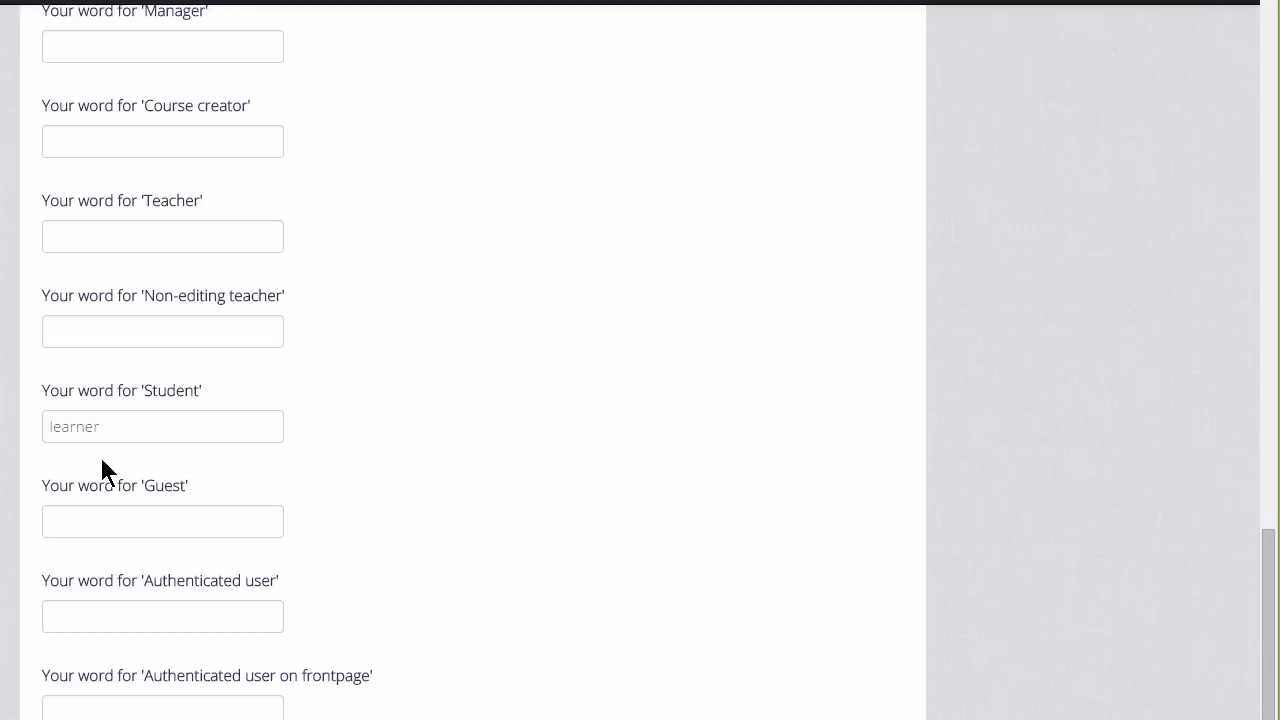 Your word for 'Manager'
Your word for 'Course creator'
Your word for 'Teacher'
Your word for 'Non-editing teacher'
Your word for 'Student'
learner
Your word for 'Guest'
Your word for 'Authenticated user'
Your word for 'Authenticated user on frontpage'